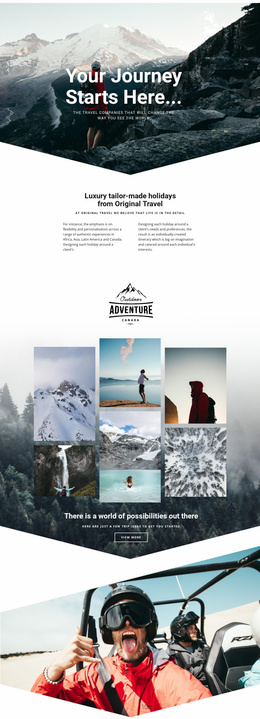 Your Journey
Starts Here...
THE TRAVEL COMPANIES THAT WILL CHANGE THE
WAY YOU SEE THE WORLD
Luxury tailor-made holidays
from Original Travel
AT ORIGINAL TRAVEL WE BELIEVE THAT LIFE IS IN THE DETAIL
For instance, the emphasis is on
flexibility and personalization across a
range of authentic experiences in
Africa, Asia, Latin America and Canada.
Designing each holiday around a
client's
Designing each holiday around a
client's needs and preferences, the
result is an individually created
itinerary which is big on imagination
and catered around each individual's
interests.
Outdoor
ADVENTURE
CANADA
There is a world of possibilities out there
HERE ARE JUST A FEW TRIP IDEAS TO GET YOU STARTED
VIEW MORE
RZR